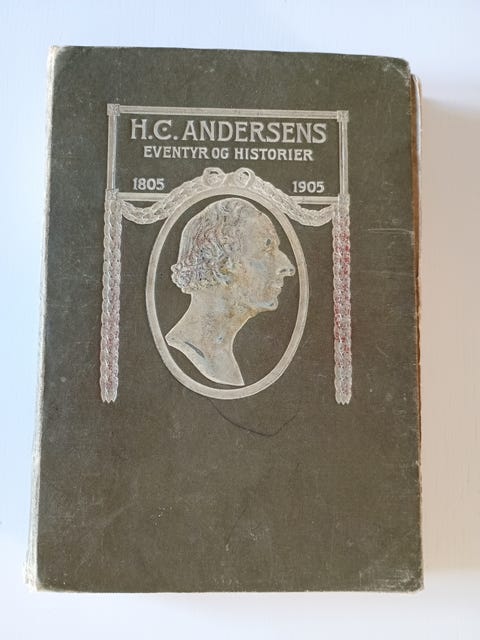 H.C. ANDERSENS
EVENTYR OG HISTORIER
1805 1905